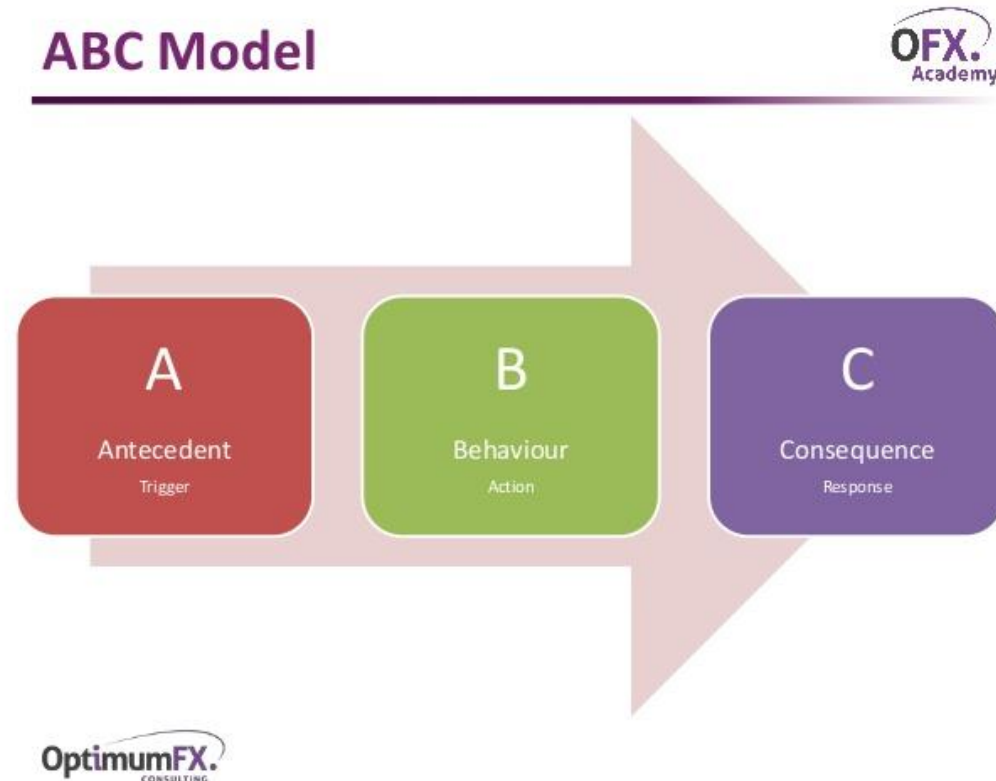 ABC Model
OFX.
Academy
A
Antecedent
Trigger
B
Behaviour
Action
C
Consequence
Response
OptimumFX.
CONSULTING